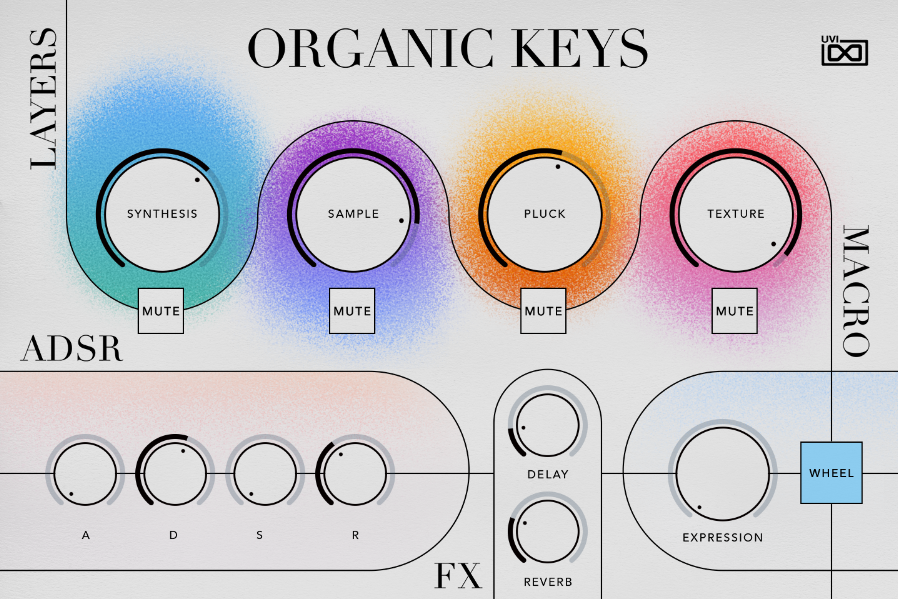 ORGANIC KEYS
UVI
LAYERS
SYNTHESIS
SAMPLE
PLUCK
TEXTURE
MUTE
MUTE
MUTE
MUTE
MACRO
ADSR
A
D
S
R
DELAY
REVERB
FX
EXPRESSION
WHEEL